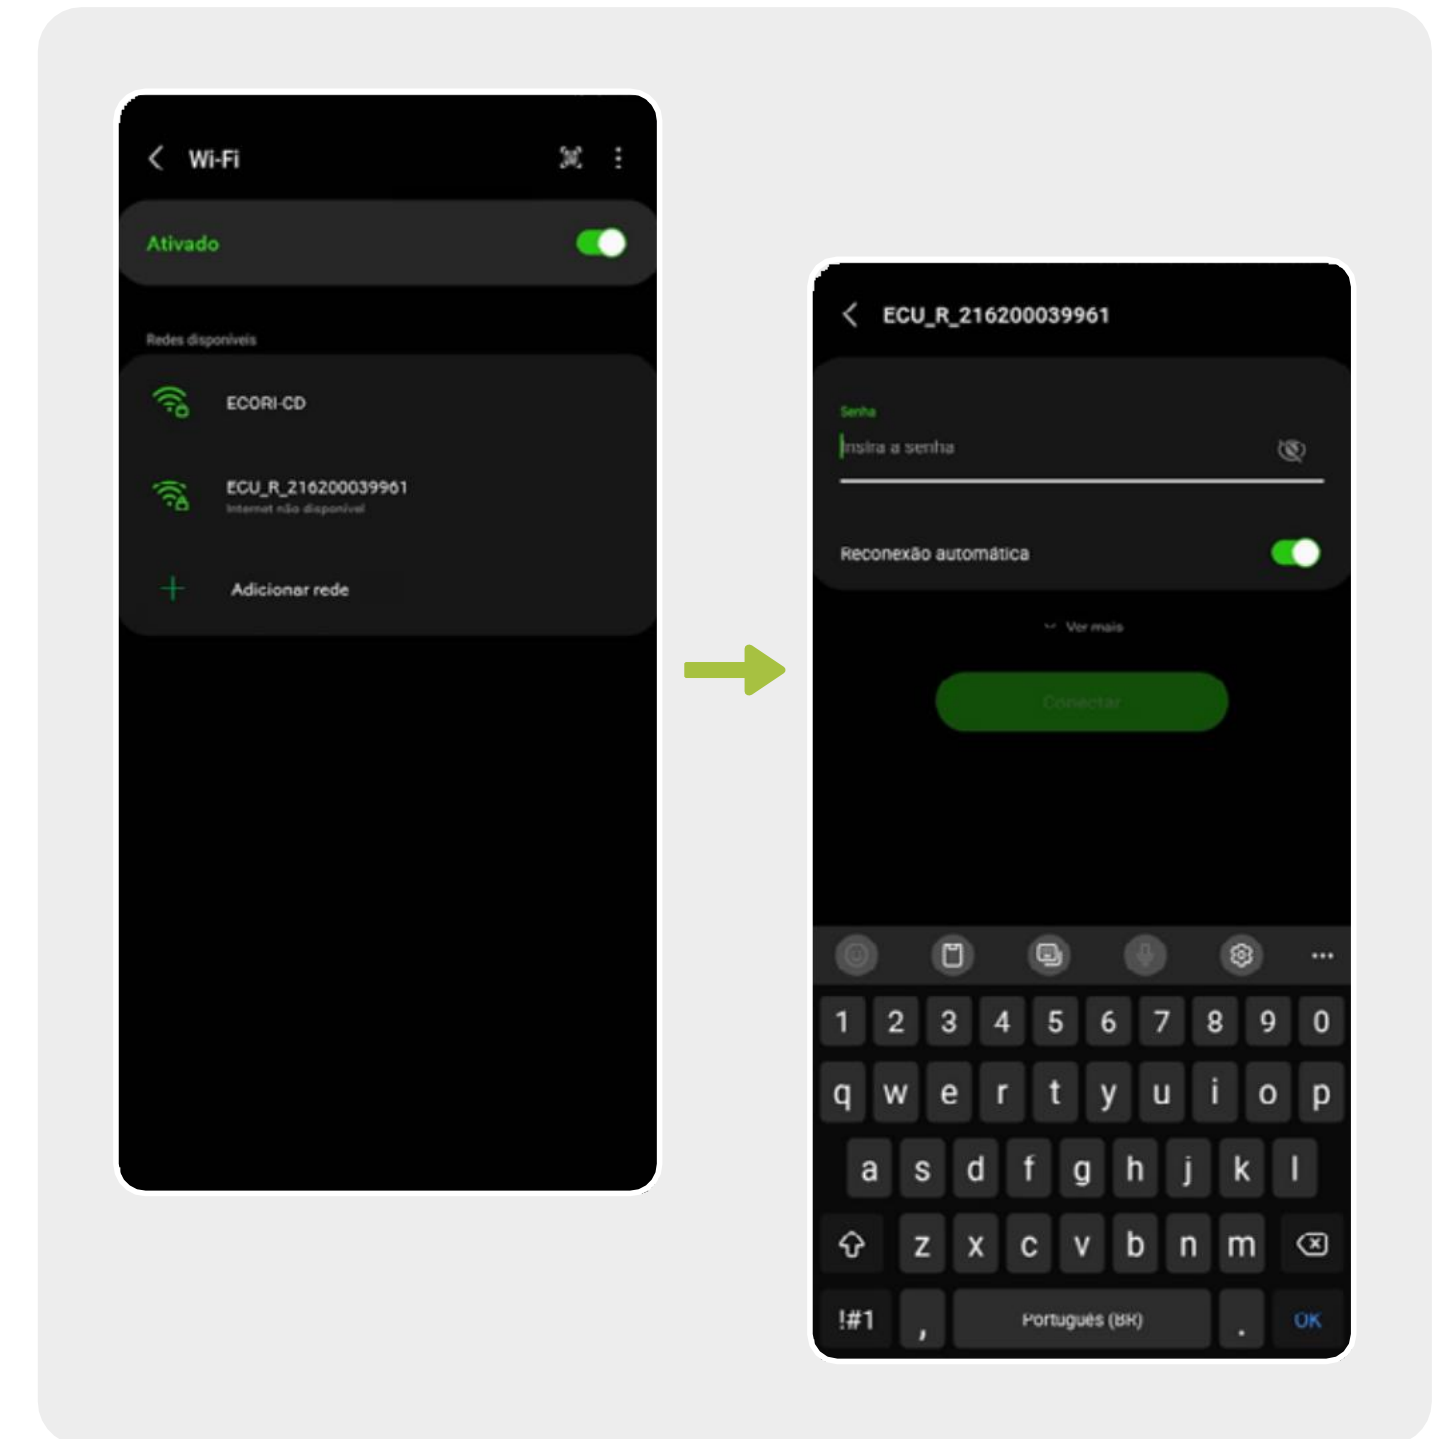 Wi-Fi
Ativado
Redes disponíveis
ECORI-CD
ECU_R_216200039961
Internet não disponível
Adicionar rede
ECU_R_216200039961
Senha
Insira a senha
Reconexão automática
Ver mais
Conectar
1 2 3 4 5 6 7 8 9 0
q w e r t y u i o p
a s d f g h j k l
z x c v b n m
!#1 , Português (BR) . OK